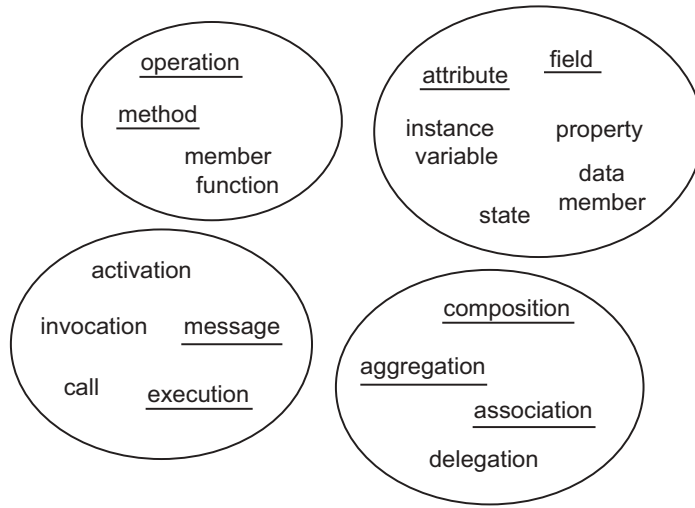 operation
method
member
function
attribute
field
instance
variable
property
data
member
state
activation
invocation
message
call
execution
composition
aggregation
association
delegation